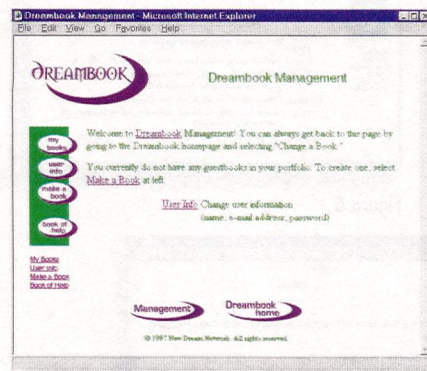 Dreambook Management - Microsoft Internet Explorer
File Edit View Go Favorites Help
DREAMBOOK
Dreambook Management
my books
user info
make a book
book of help
Welcome to Dreambook Management! You can always get back to this page by
going to the Dreambook homepage and selecting "Change a Book."
You currently do not have any guestbooks in your portfolio. To create one, select
Make a Book at left.
User Info Change user information
(name, e-mail address, password)
My Books
User Info
Make a Book
Book of Help
Management
Dreambook home
© 1997 New Dream Network. All rights reserved.